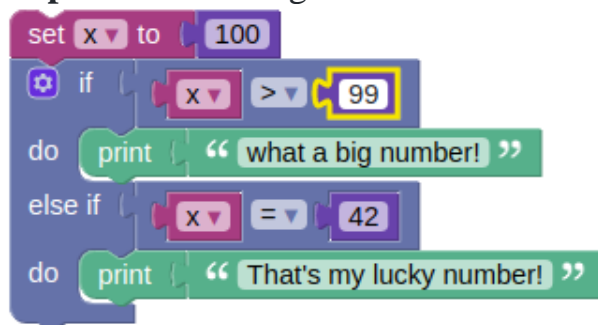 set x to 100
if x > 99
do print “ what a big number! ”
else if x = 42
do print “ That's my lucky number! ”